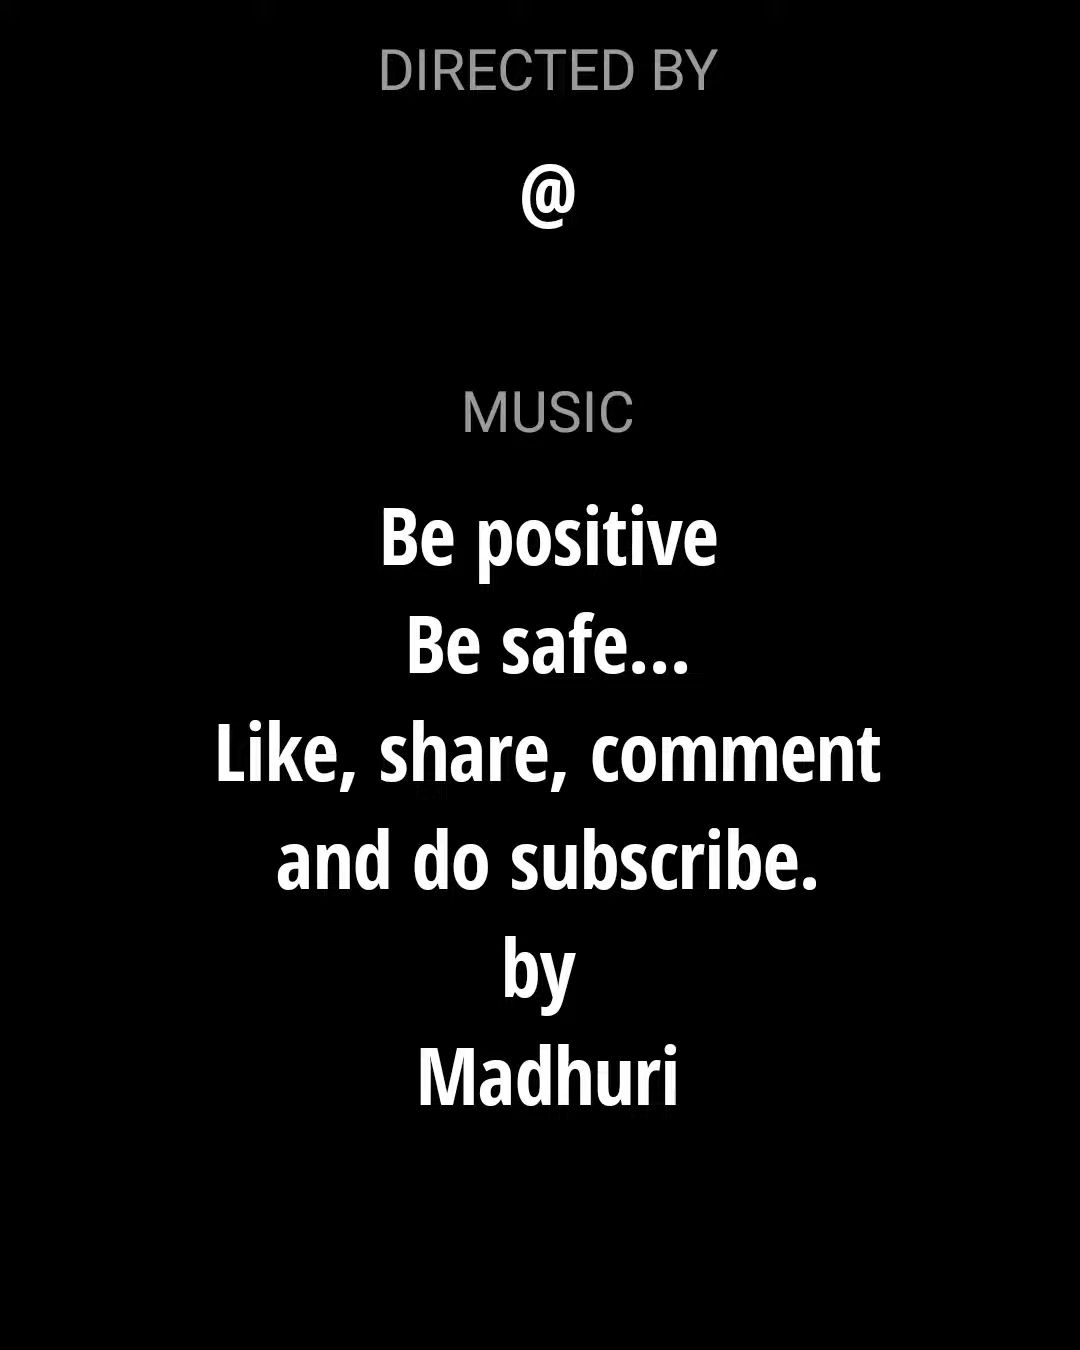 DIRECTED BY
@
MUSIC
Be positive
Be safe...
Like, share, comment
and do subscribe.
by
Madhuri